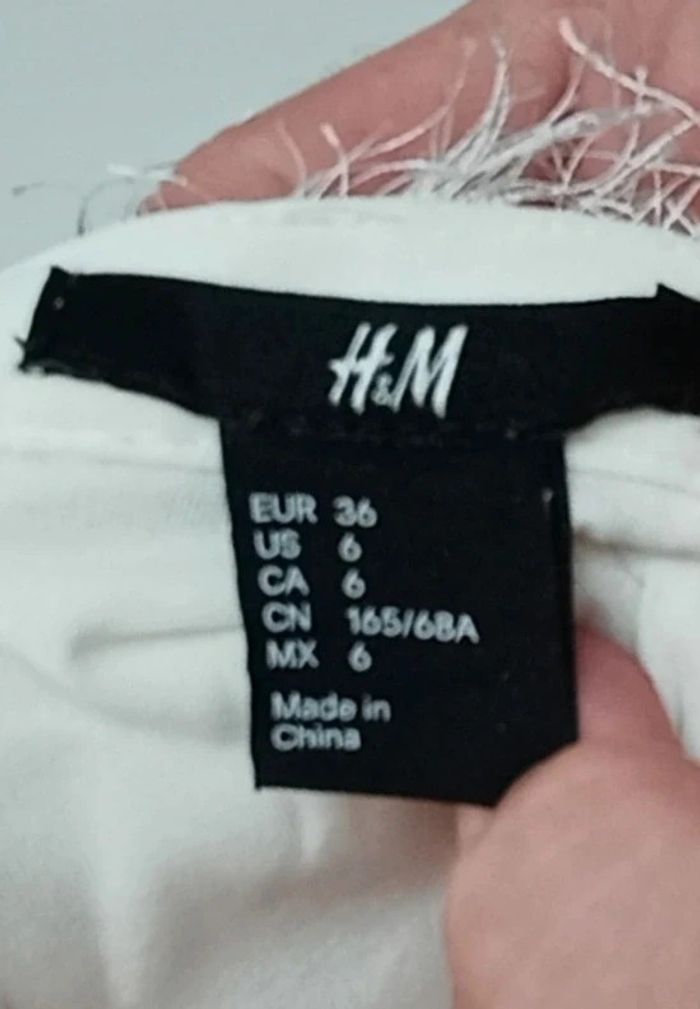 H&M
EUR 36
US 6
CA 6
CN 165/68A
MX 6
Made in
China